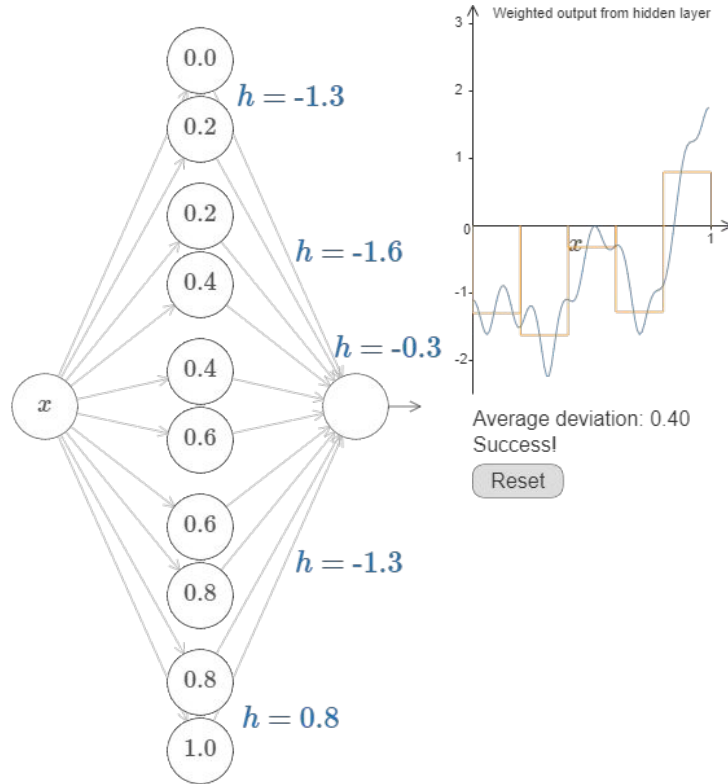 0.0
h = -1.3
0.2
0.2
h = -1.6
0.4
h = -0.3
0.4
x
0.6
0.6
h = -1.3
0.8
0.8
h = 0.8
1.0
Weighted output from hidden layer
3
2
1
0
x
1
-1
-2
Average deviation: 0.40
Success!
Reset